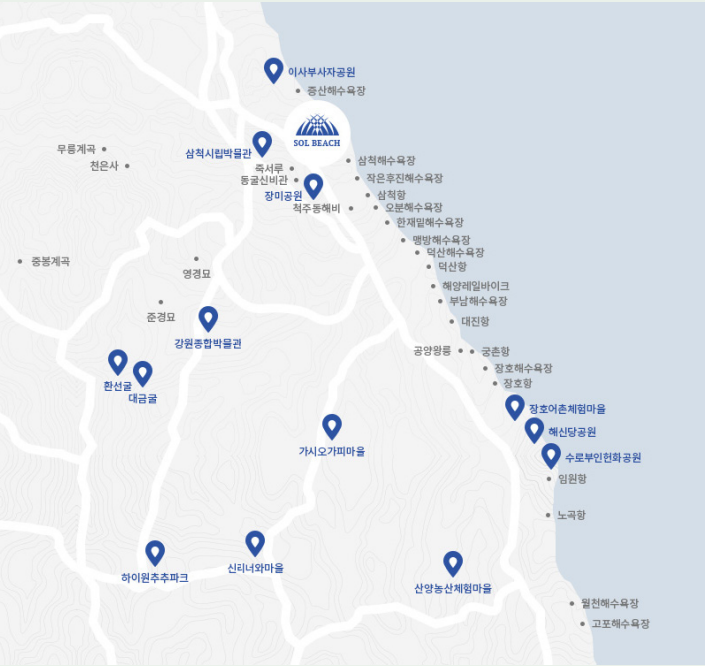 이사부사자공원
증산해수욕장
SOL BEACH
무릉계곡
천은사
삼척시립박물관
죽서루
동굴신비관
장미공원
척주동해비
삼척해수욕장
작은후진해수욕장
삼척항
오분해수욕장
한재밑해수욕장
맹방해수욕장
덕산해수욕장
덕산항
중봉계곡
영경묘
해양레일바이크
부남해수욕장
준경묘
대진항
강원종합박물관
공양왕릉
궁촌항
환선굴
대금굴
장호해수욕장
장호항
장호어촌체험마을
해신당공원
가시오가피마을
수로부인헌화공원
임원항
노곡항
하이원추추파크
신리너와마을
산양농산체험마을
월천해수욕장
고포해수욕장